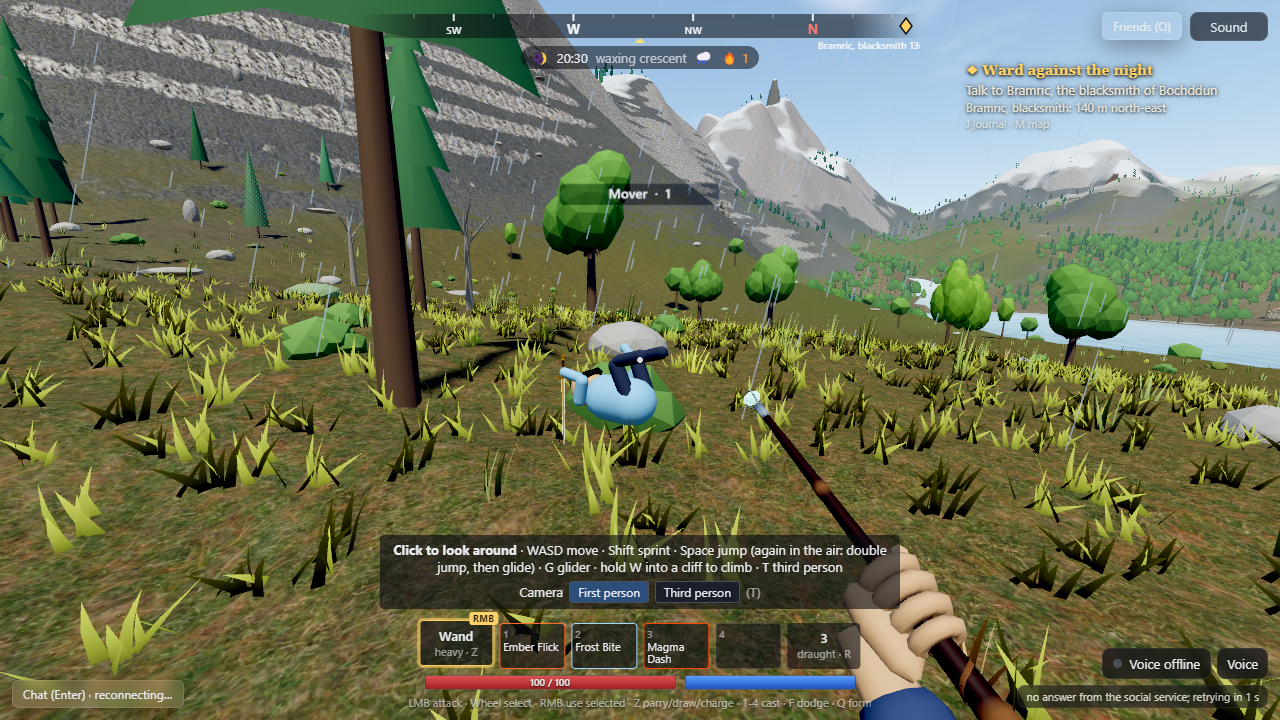 SW
W
NW
N
Bramric, blacksmith 13
20:30 waxing crescent 1
Friends (O)
Sound
Ward against the night
Talk to Bramric, the blacksmith of Bochddun
Bramric, blacksmith: 140 m north-east
J journal · M map
Mover · 1
Click to look around · WASD move · Shift sprint · Space jump (again in the air: double
jump, then glide) · G glider · hold W into a cliff to climb · T third person
Camera First person Third person (T)
RMB
Wand
heavy · Z
1
Ember Flick
2
Frost Bite
3
Magma
Dash
4
3
draught · R
100 / 100
LMB attack · Wheel select · RMB use selected · Z parry/draw/charge · 1-4 cast · F dodge · Q form
Chat (Enter) · reconnecting...
Voice offline
Voice
no answer from the social service; retrying in 1 s